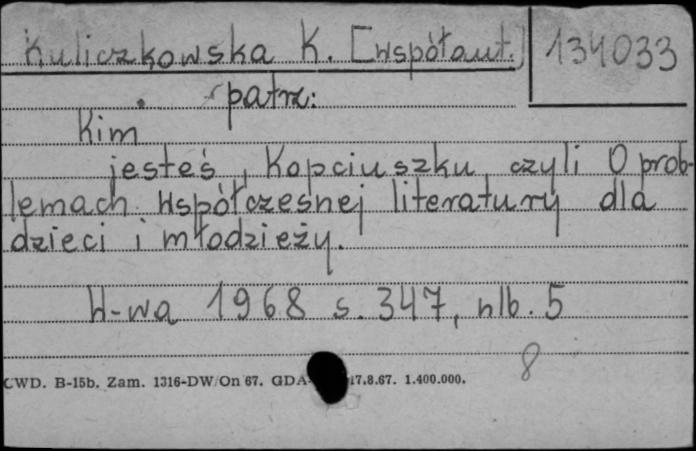 Kuliczkowska K. [współaut.]
134033
patrz:
Kim
jesteś, Kopciuszku, czyli O prob-
lemach współczesnej literatury dla
dzieci i młodzieży.
W-wa 1968 s. 347, nlb. 5
8
CWD. B-15b. Zam. 1316-DW/On 67. GDA 17.8.67. 1.400.000.